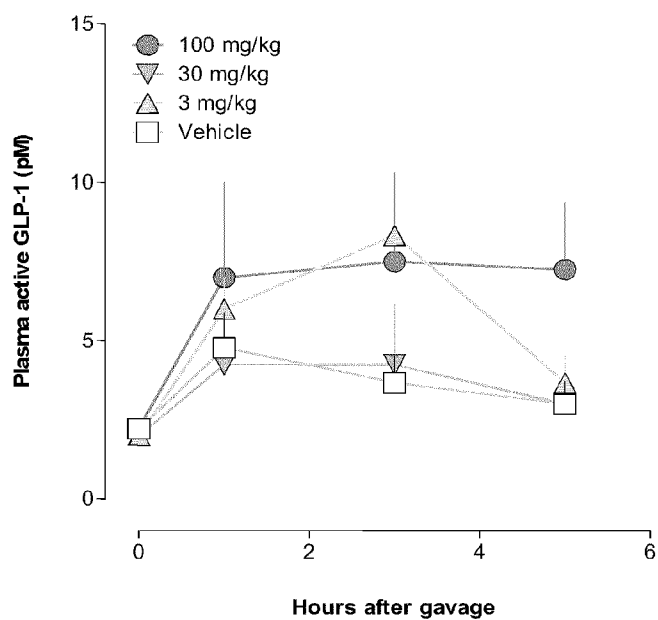 15
100 mg/kg
30 mg/kg
3 mg/kg
Vehicle
10
5
0
Plasma active GLP-1 (pM)
0 2 4 6
Hours after gavage